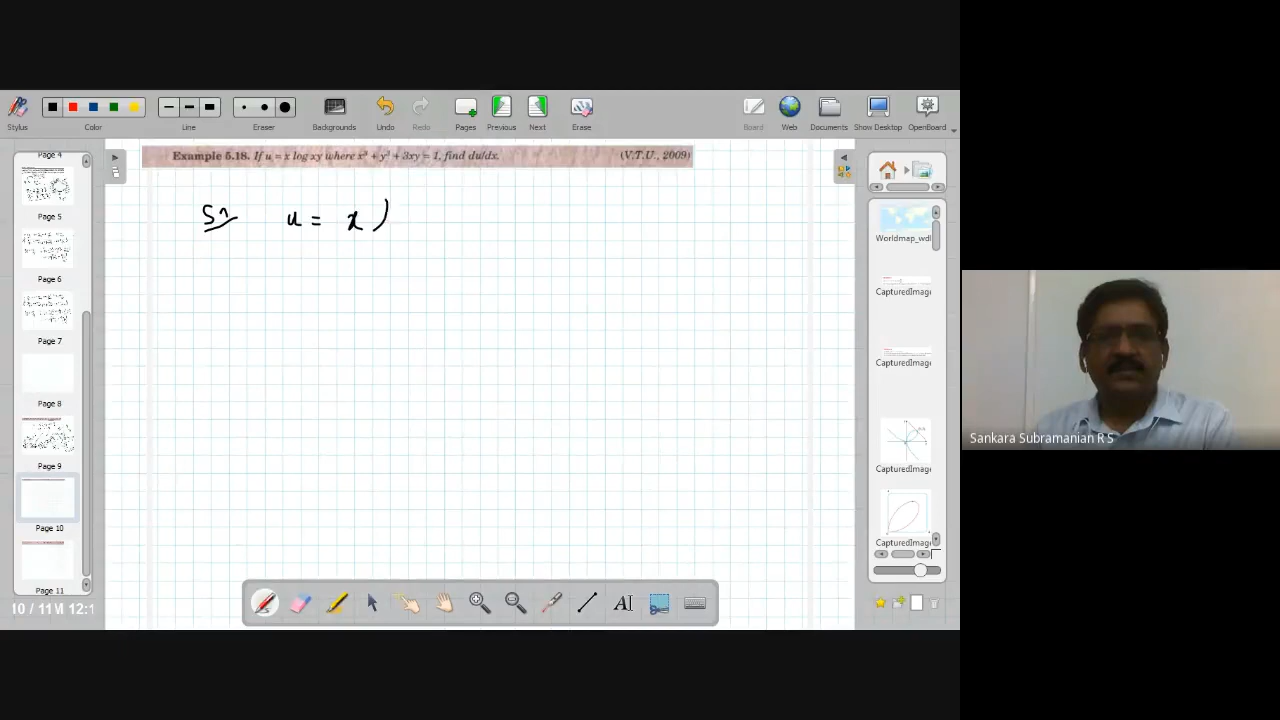 Stylus
Color
Line
Eraser
Backgrounds
Undo
Redo
Pages
Previous
Next
Erase
Board
Web
Documents
Show Desktop
OpenBoard
Page 4
Page 5
Page 6
Page 7
Page 8
Page 9
Page 10
Page 11
10 / 11
12:1
Example 5.18. If u = x log xy where x³ + y³ + 3xy = 1, find du/dx.
(V.T.U., 2009)
u = x
AI
Worldmap_wdl
CapturedImage
CapturedImage
CapturedImage
CapturedImage
Sankara Subramanian R S